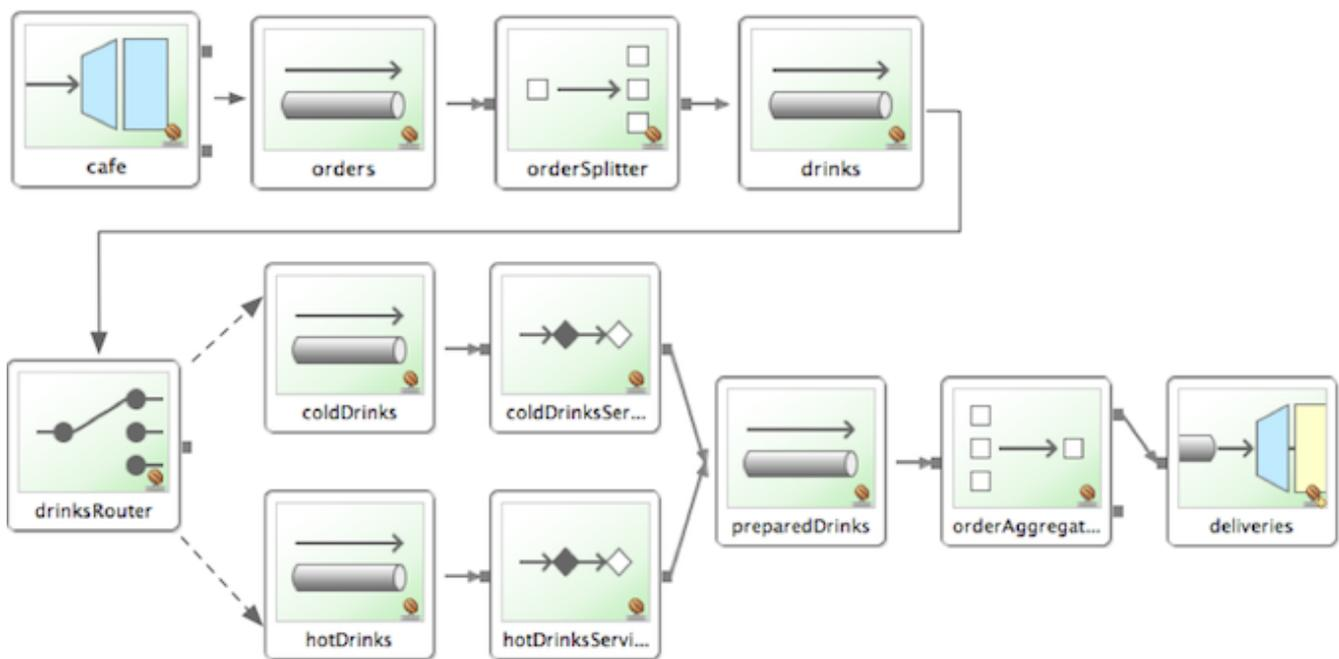 cafe
orders
orderSplitter
drinks
drinksRouter
coldDrinks
coldDrinksSer...
hotDrinks
hotDrinksServi...
preparedDrinks
orderAggregat...
deliveries